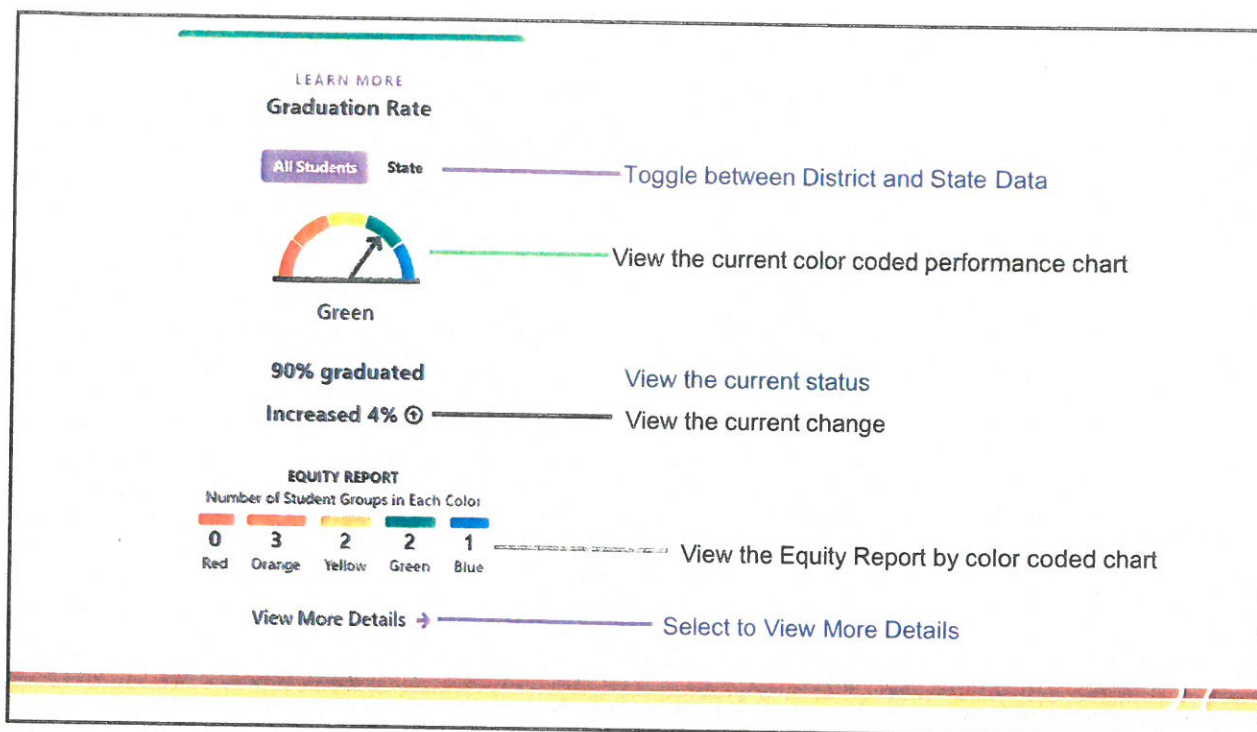 LEARN MORE
Graduation Rate
All Students State
Toggle between District and State Data
View the current color coded performance chart
Green
90% graduated
View the current status
Increased 4%
View the current change
EQUITY REPORT
Number of Student Groups in Each Color
0 3 2 2 1
Red Orange Yellow Green Blue
View the Equity Report by color coded chart
View More Details →
Select to View More Details